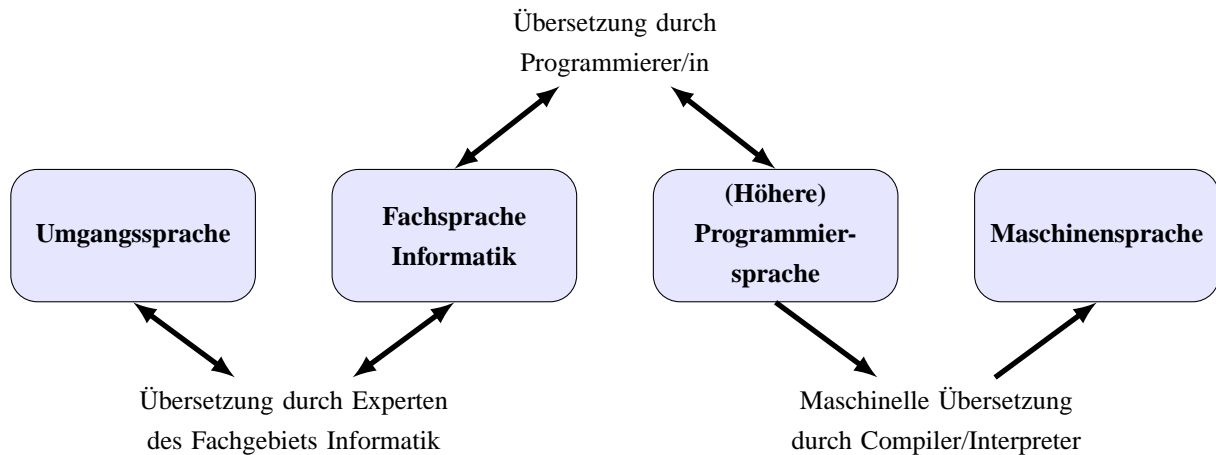 Übersetzung durch
Programmierer/in
Umgangssprache
Fachsprache
Informatik
(Höhere)
Programmier-
sprache
Maschinensprache
Übersetzung durch Experten
des Fachgebiets Informatik
Maschinelle Übersetzung
durch Compiler/Interpreter